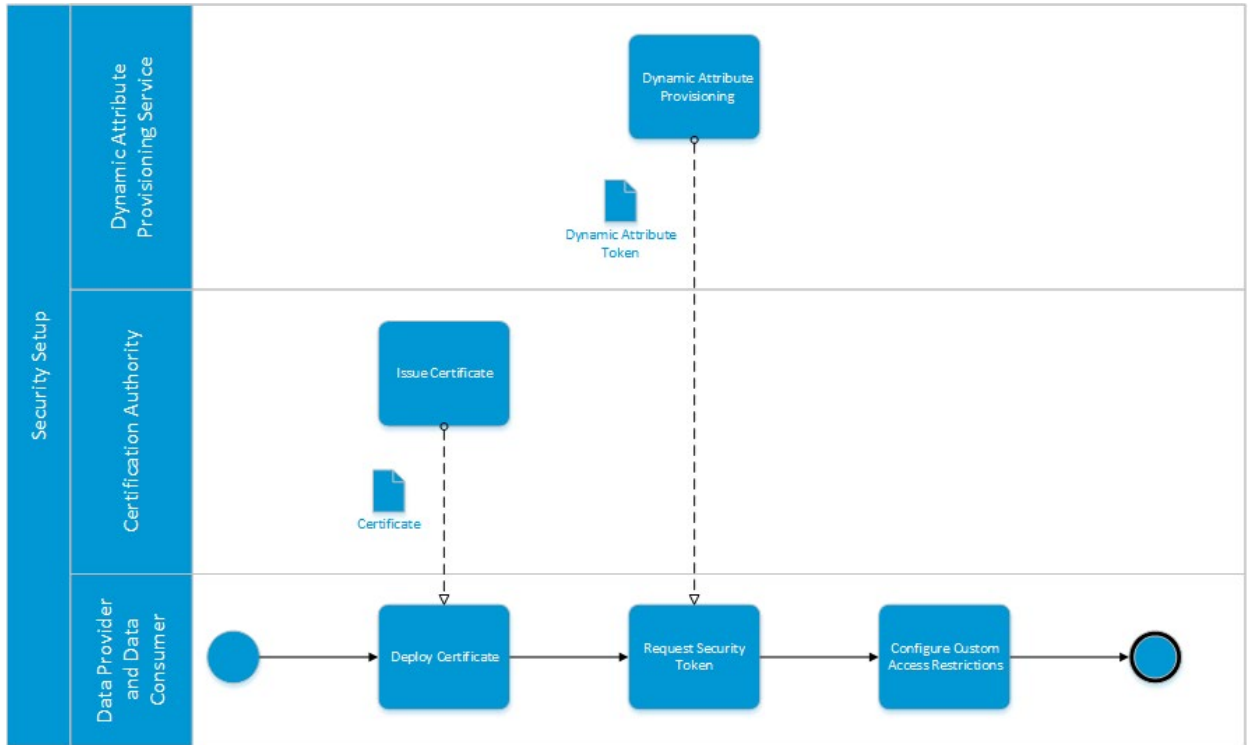 Security Setup
Dynamic Attribute
Provisioning Service
Dynamic Attribute
Provisioning
Dynamic Attribute
Token
Certification Authority
Issue Certificate
Certificate
Data Provider
and Data
Consumer
Deploy Certificate
Request Security
Token
Configure Custom
Access Restrictions